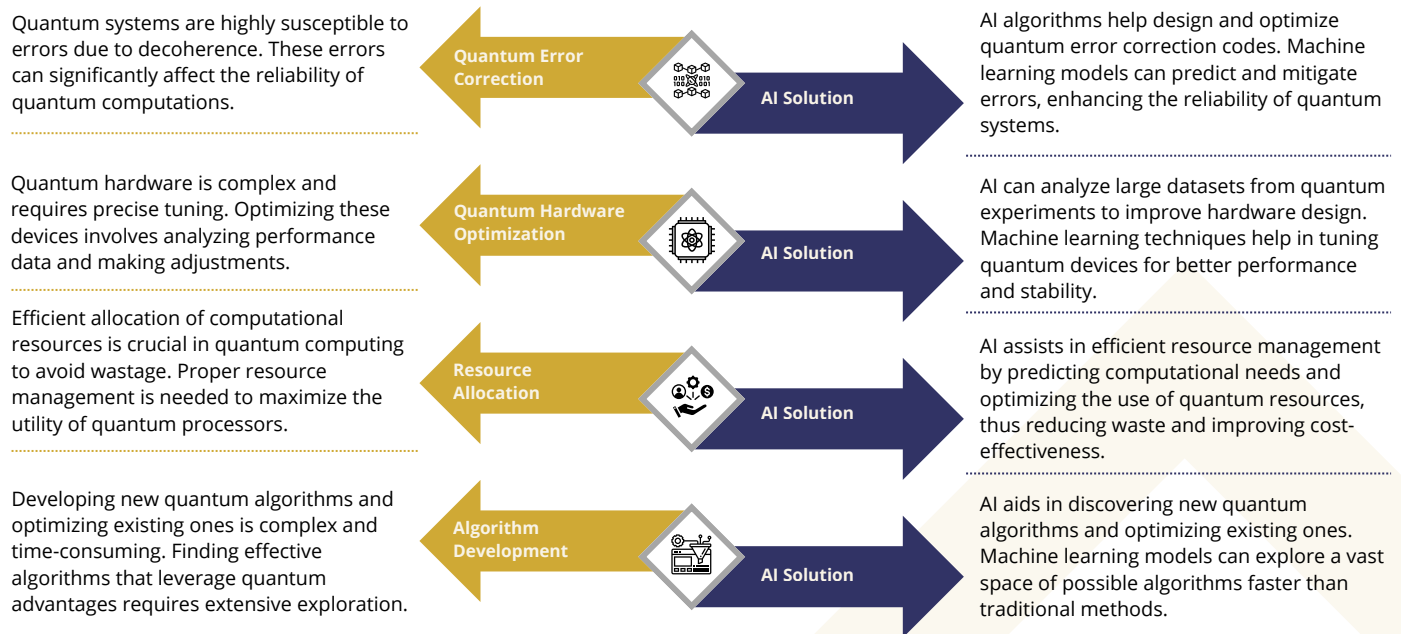 Quantum systems are highly susceptible to
errors due to decoherence. These errors
can significantly affect the reliability of
quantum computations.
Quantum Error
Correction
AI Solution
AI algorithms help design and optimize
quantum error correction codes. Machine
learning models can predict and mitigate
errors, enhancing the reliability of quantum
systems.
Quantum hardware is complex and
requires precise tuning. Optimizing these
devices involves analyzing performance
data and making adjustments.
Quantum Hardware
Optimization
AI Solution
AI can analyze large datasets from quantum
experiments to improve hardware design.
Machine learning techniques help in tuning
quantum devices for better performance
and stability.
Efficient allocation of computational
resources is crucial in quantum computing
to avoid wastage. Proper resource
management is needed to maximize the
utility of quantum processors.
Resource
Allocation
AI Solution
AI assists in efficient resource management
by predicting computational needs and
optimizing the use of quantum resources,
thus reducing waste and improving cost-
effectiveness.
Developing new quantum algorithms and
optimizing existing ones is complex and
time-consuming. Finding effective
algorithms that leverage quantum
advantages requires extensive exploration.
Algorithm
Development
AI Solution
AI aids in discovering new quantum
algorithms and optimizing existing ones.
Machine learning models can explore a vast
space of possible algorithms faster than
traditional methods.